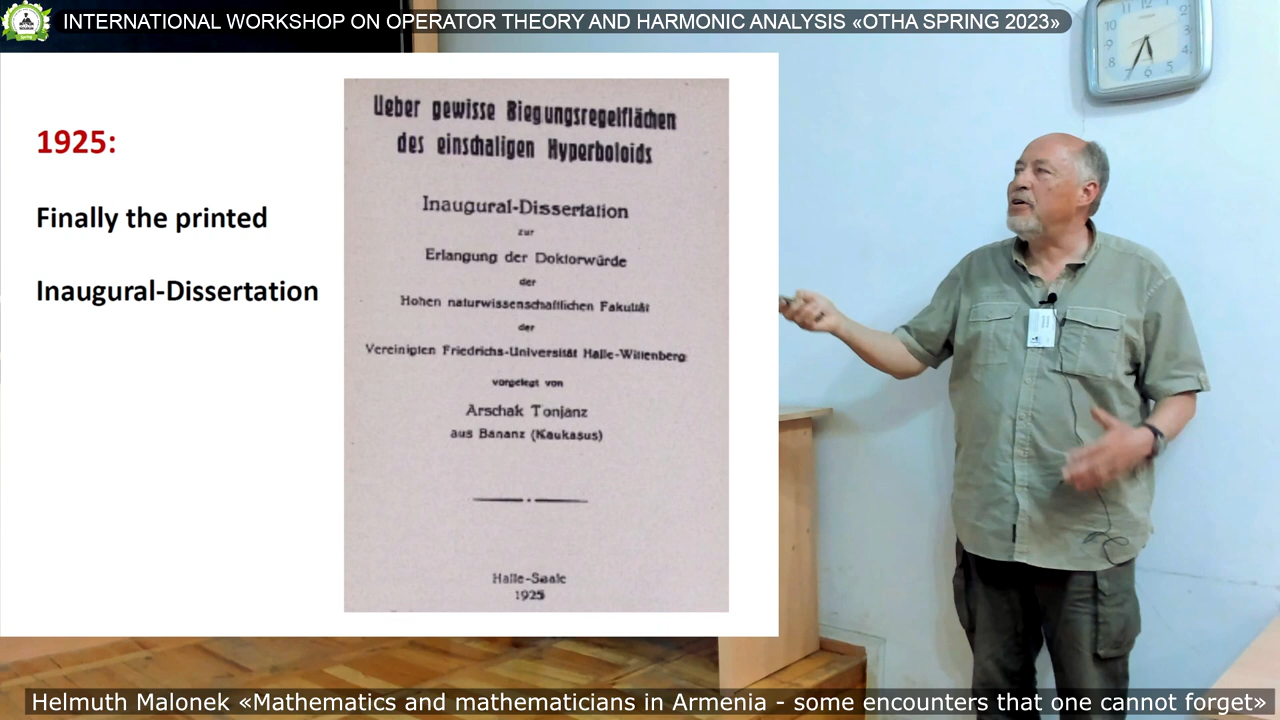 INTERNATIONAL WORKSHOP ON OPERATOR THEORY AND HARMONIC ANALYSIS «OTHA SPRING 2023»
1925:
Finally the printed
Inaugural-Dissertation
Ueber gewisse Biegungsregelflächen
des einschaligen Hyperboloids
Inaugural-Dissertation
zur
Erlangung der Doktorwürde
der
Hohen naturwissenschaftlichen Fakultät
der
Vereinigten Friedrichs-Universität Halle-Wittenberg
vorgelegt von
Arschak Tonjanz
aus Bananz (Kaukasus)
Halle-Saale
1925
Helmuth Malonek «Mathematics and mathematicians in Armenia - some encounters that one cannot forget»